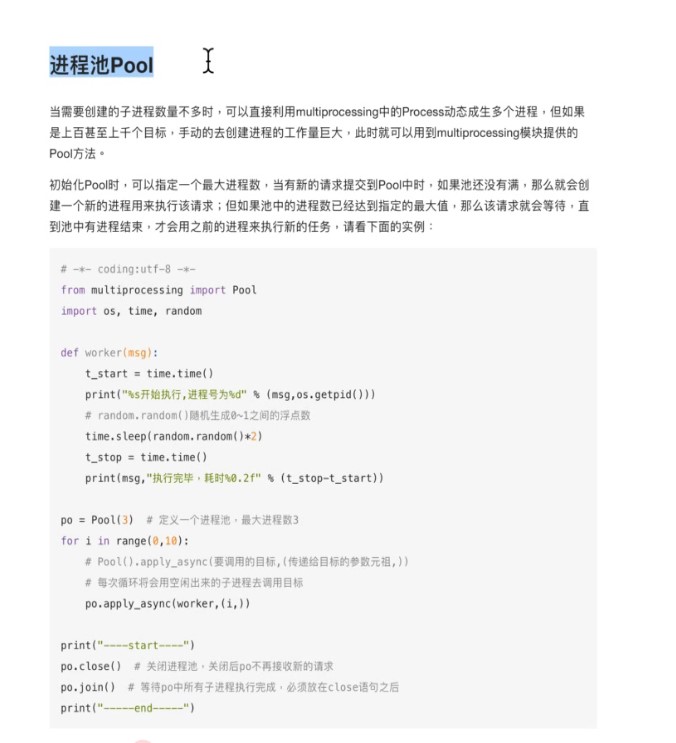 进程池Pool
当需要创建的子进程数量不多时，可以直接利用multiprocessing中的Process动态成生多个进程，但如果
是上百甚至上千个目标，手动的去创建进程的工作量巨大，此时就可以用到multiprocessing模块提供的
Pool方法。
初始化Pool时，可以指定一个最大进程数，当有新的请求提交到Pool中时，如果池还没有满，那么就会创
建一个新的进程用来执行该请求；但如果池中的进程数已经达到指定的最大值，那么该请求就会等待，直
到池中有进程结束，才会用之前的进程来执行新的任务，请看下面的实例：
# -*- coding:utf-8 -*-
from multiprocessing import Pool
import os, time, random
def worker(msg):
    t_start = time.time()
    print("%s开始执行,进程号为%d" % (msg,os.getpid()))
    # random.random()随机生成0~1之间的浮点数
    time.sleep(random.random()*2)
    t_stop = time.time()
    print(msg,"执行完毕，耗时%0.2f" % (t_stop-t_start))
po = Pool(3)  # 定义一个进程池，最大进程数3
for i in range(0,10):
    # Pool().apply_async(要调用的目标,(传递给目标的参数元祖,))
    # 每次循环将会用空闲出来的子进程去调用目标
    po.apply_async(worker,(i,))
print("----start----")
po.close()  # 关闭进程池，关闭后po不再接收新的请求
po.join()  # 等待po中所有子进程执行完成，必须放在close语句之后
print("-----end-----")